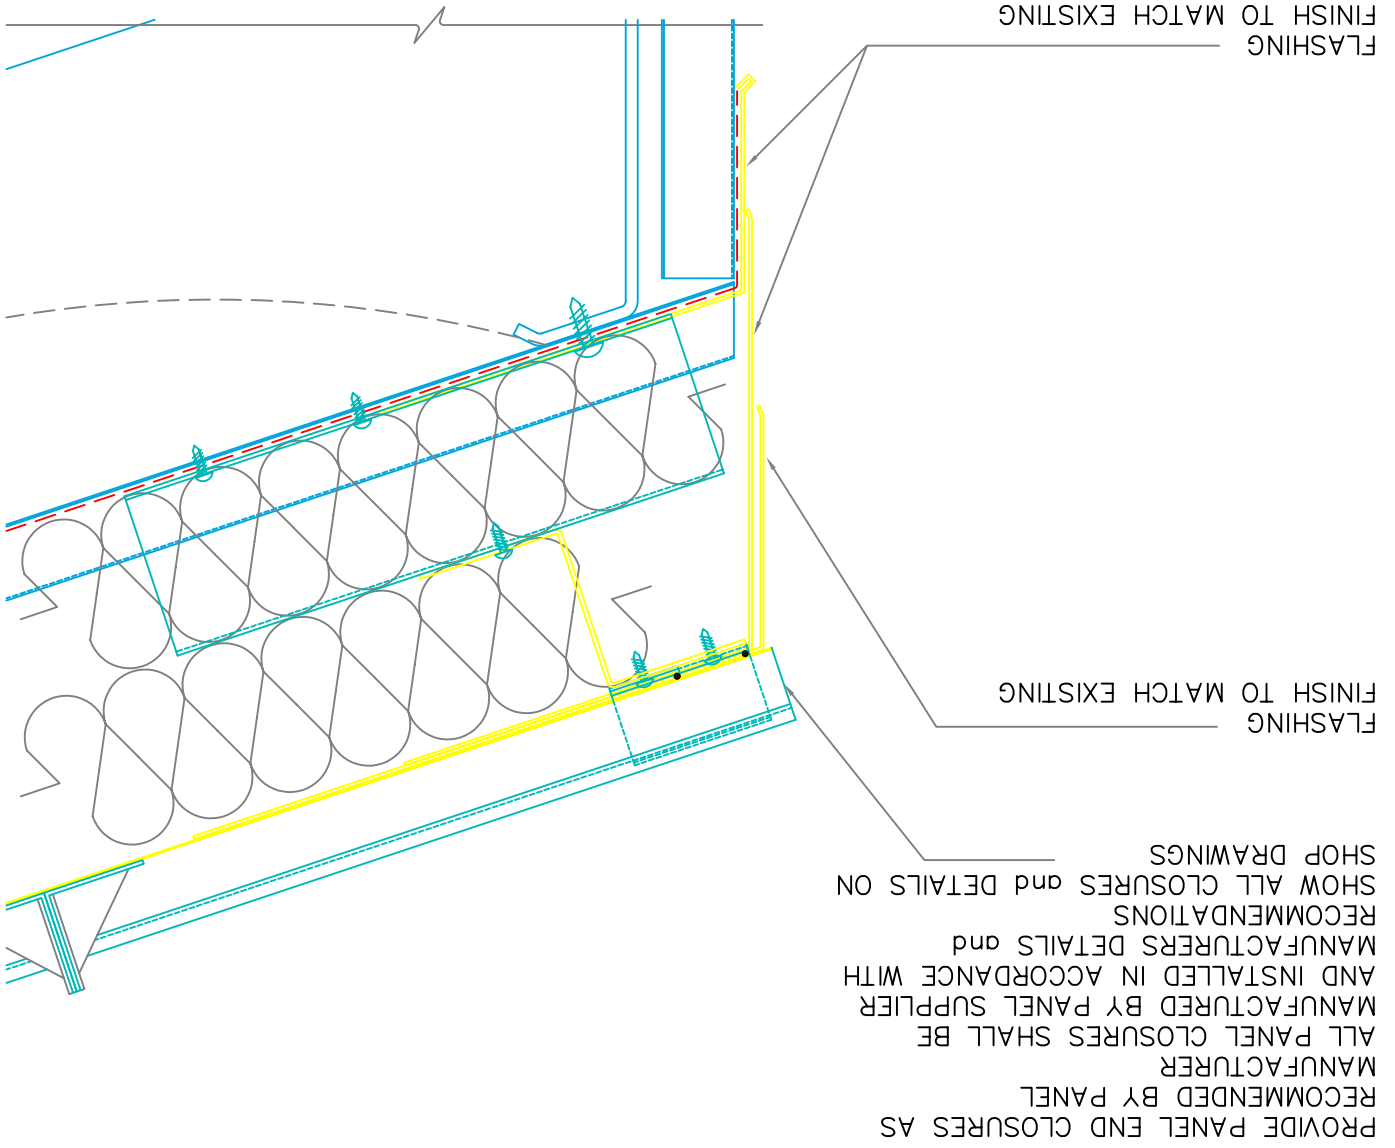 PROVIDE PANEL END CLOSURES AS
RECOMMENDED BY PANEL
MANUFACTURER
ALL PANEL CLOSURES SHALL BE
MANUFACTURED BY PANEL SUPPLIER
AND INSTALLED IN ACCORDANCE WITH
MANUFACTURERS DETAILS and
RECOMMENDATIONS
SHOW ALL CLOSURES and DETAILS ON
SHOP DRAWINGS
FLASHING
FINISH TO MATCH EXISTING
FLASHING
FINISH TO MATCH EXISTING